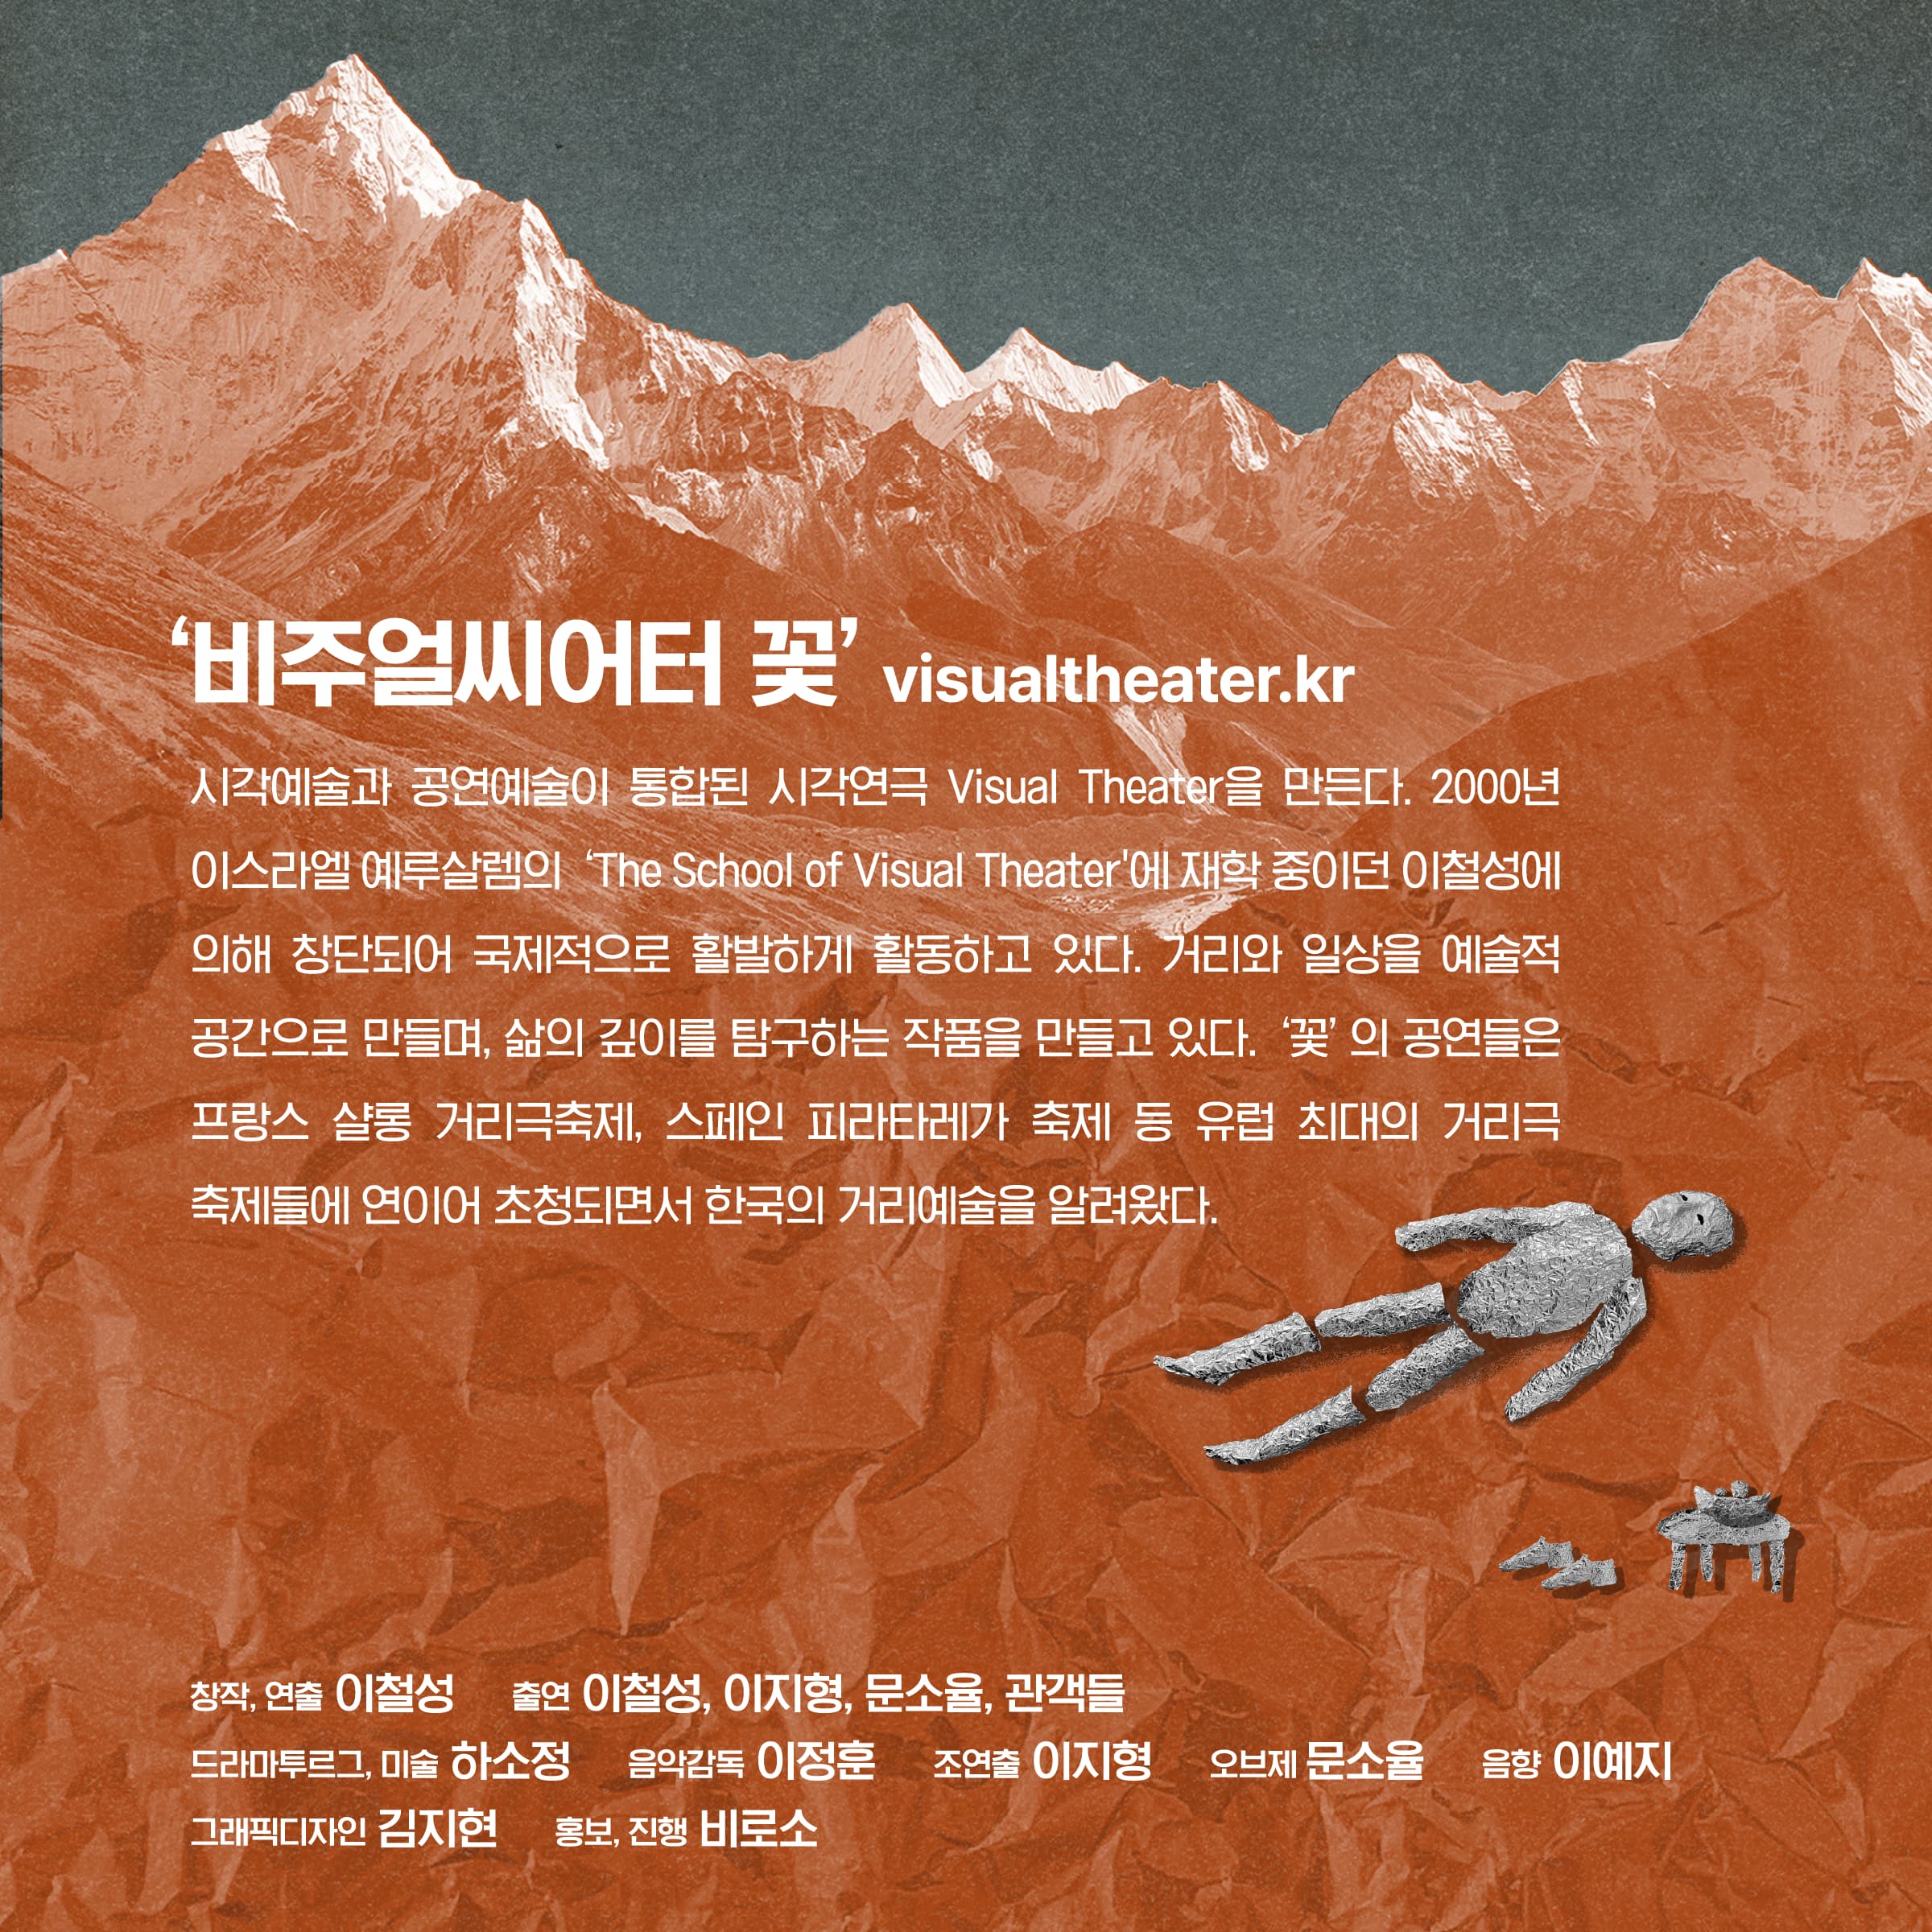 ‘비주얼씨어터 꽃’ visualtheater.kr
시각예술과 공연예술이 통합된 시각연극 Visual Theater을 만든다. 2000년
이스라엘 예루살렘의 ‘The School of Visual Theater'에 재학 중이던 이철성에
의해 창단되어 국제적으로 활발하게 활동하고 있다. 거리와 일상을 예술적
공간으로 만들며, 삶의 깊이를 탐구하는 작품을 만들고 있다. ‘꽃’ 의 공연들은
프랑스 샬롱 거리극축제, 스페인 피라타레가 축제 등 유럽 최대의 거리극
축제들에 연이어 초청되면서 한국의 거리예술을 알려왔다.
창작, 연출 이철성 출연 이철성, 이지형, 문소율, 관객들
드라마투르그, 미술 하소정 음악감독 이정훈 조연출 이지형 오브제 문소율 음향 이예지
그래픽디자인 김지현 홍보, 진행 비로소